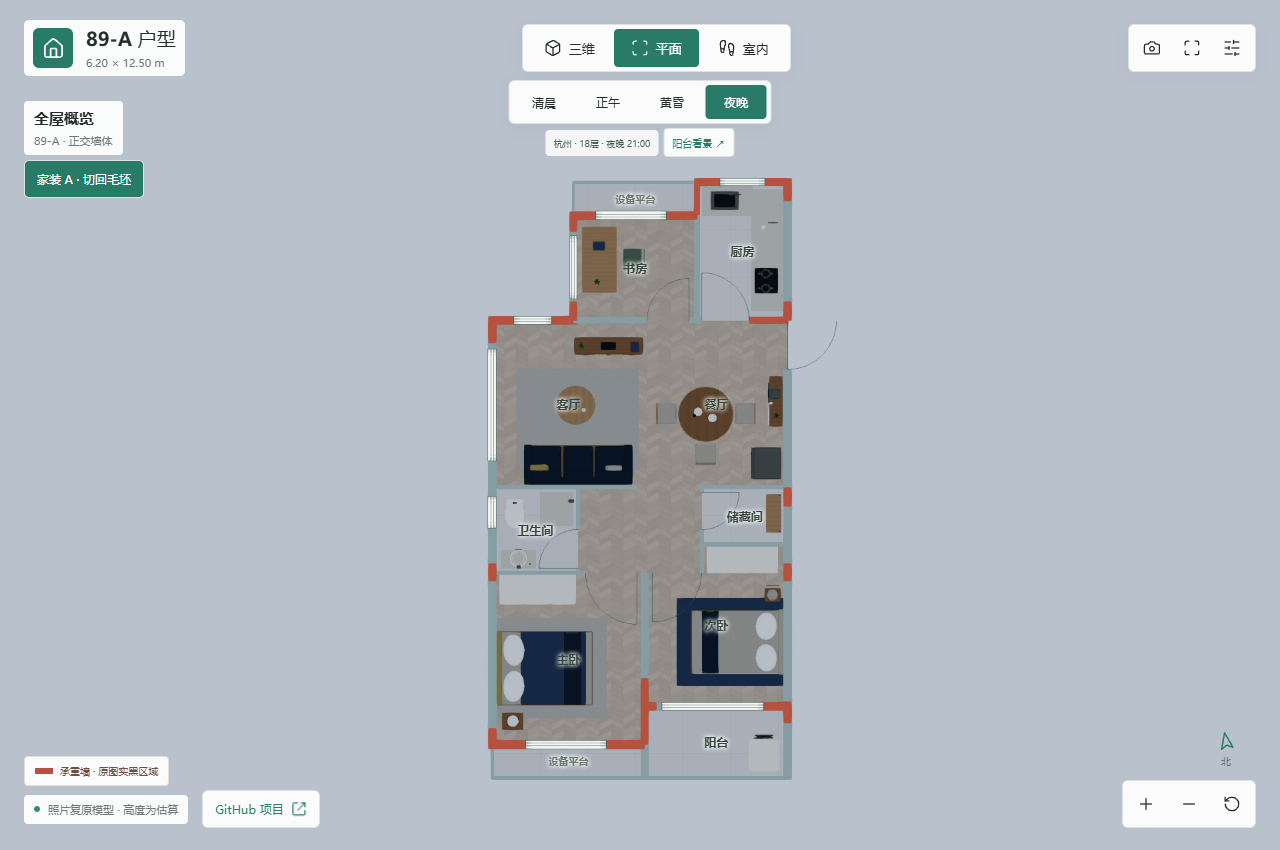 89-A 户型
6.20 × 12.50 m
三维
平面
室内
清晨
正午
黄昏
夜晚
杭州 · 18层 · 夜晚 21:00
阳台看景 ↗
全屋概览
89-A · 正交墙体
家装 A · 切回毛坯
设备平台
厨房
书房
客厅
餐厅
卫生间
储藏间
次卧
主卧
阳台
设备平台
北
承重墙 · 原图实黑区域
照片复原模型 · 高度为估算
GitHub 项目